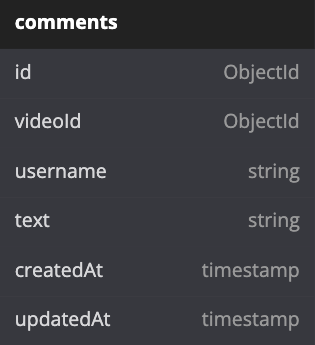 comments
id ObjectId
videoId ObjectId
username string
text string
createdAt timestamp
updatedAt timestamp